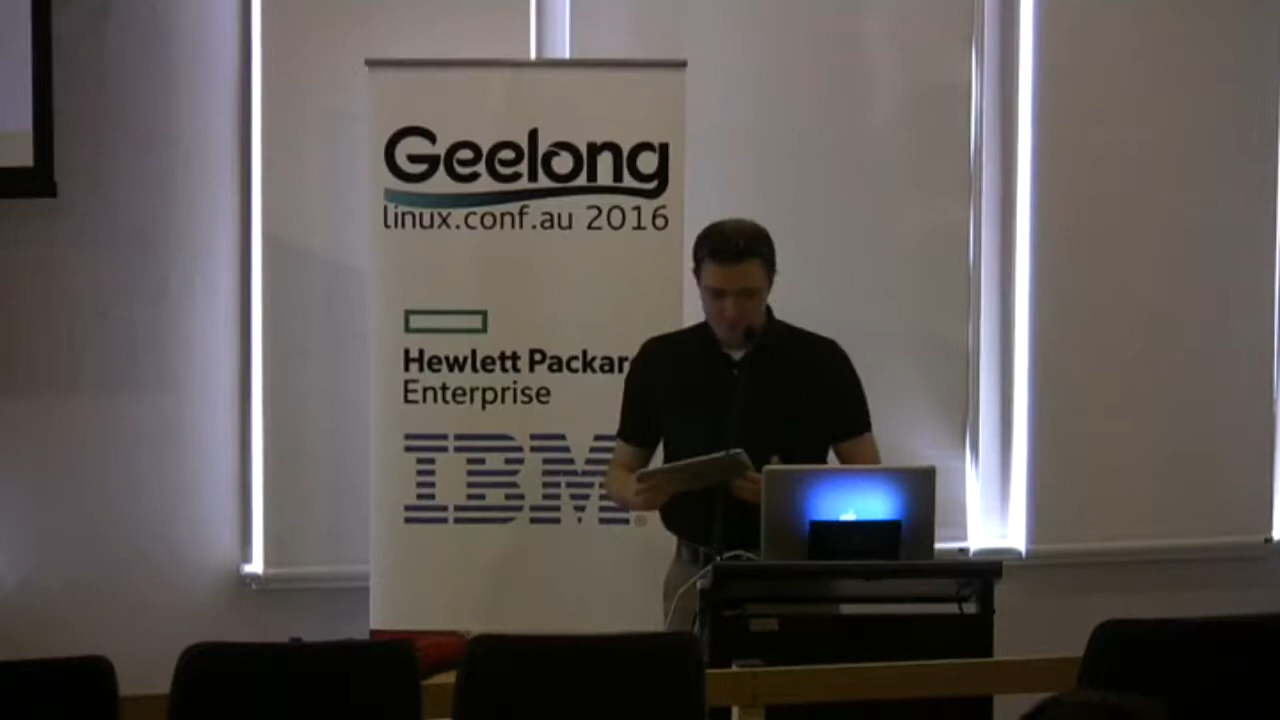 Geelong
linux.conf.au 2016
Hewlett Packar
Enterprise
IBM®